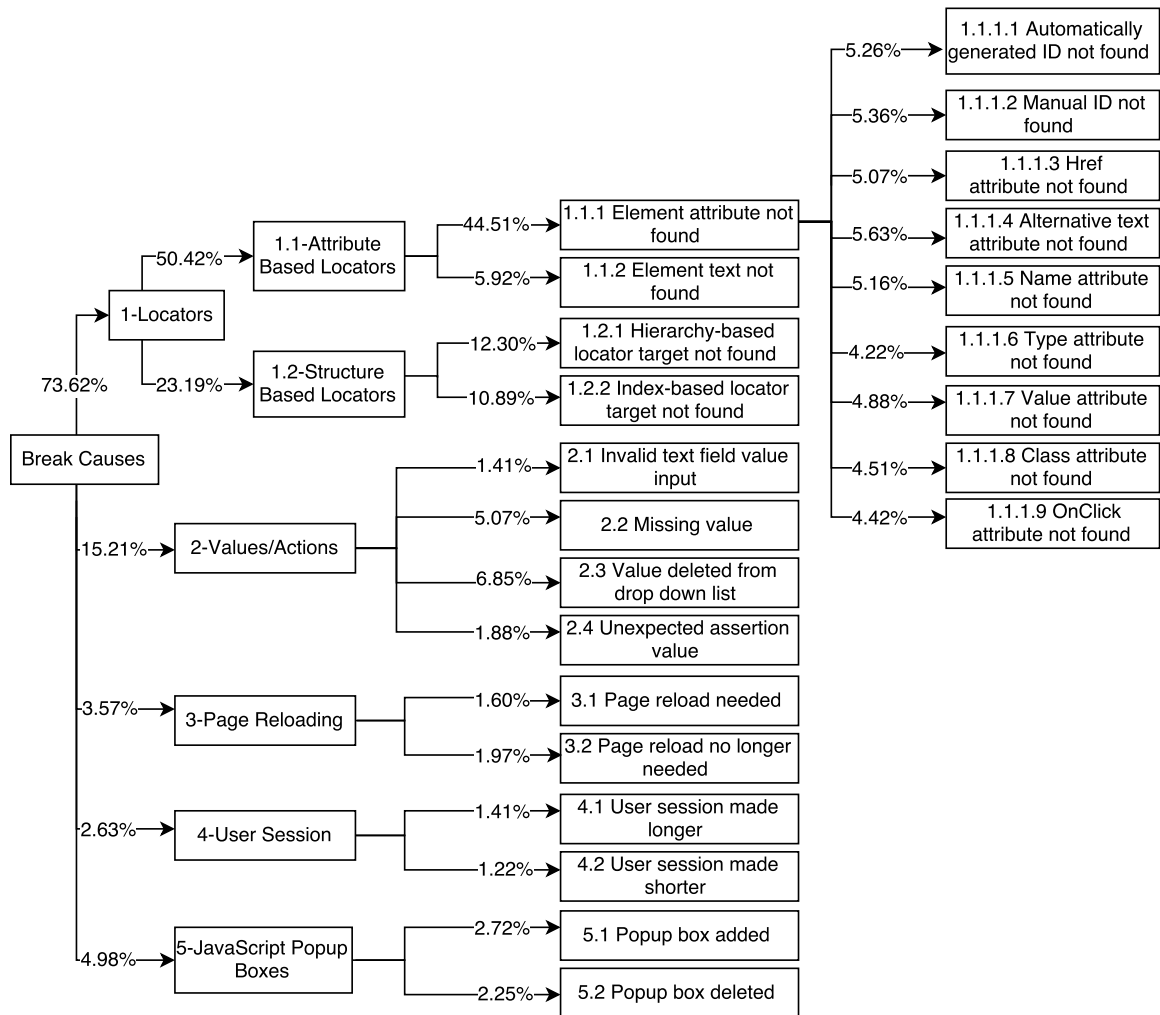 Break Causes
73.62%
1-Locators
50.42%
1.1-Attribute
Based Locators
44.51%
1.1.1 Element attribute not
found
5.26%
1.1.1.1 Automatically
generated ID not found
5.36%
1.1.1.2 Manual ID not
found
5.07%
1.1.1.3 Href
attribute not found
5.63%
1.1.1.4 Alternative text
attribute not found
5.16%
1.1.1.5 Name attribute
not found
4.22%
1.1.1.6 Type attribute
not found
4.88%
1.1.1.7 Value attribute
not found
4.51%
1.1.1.8 Class attribute
not found
4.42%
1.1.1.9 OnClick
attribute not found
5.92%
1.1.2 Element text not
found
23.19%
1.2-Structure
Based Locators
12.30%
1.2.1 Hierarchy-based
locator target not found
10.89%
1.2.2 Index-based locator
target not found
15.21%
2-Values/Actions
1.41%
2.1 Invalid text field value
input
5.07%
2.2 Missing value
6.85%
2.3 Value deleted from
drop down list
1.88%
2.4 Unexpected assertion
value
3.57%
3-Page Reloading
1.60%
3.1 Page reload needed
1.97%
3.2 Page reload no longer
needed
2.63%
4-User Session
1.41%
4.1 User session made
longer
1.22%
4.2 User session made
shorter
4.98%
5-JavaScript Popup
Boxes
2.72%
5.1 Popup box added
2.25%
5.2 Popup box deleted